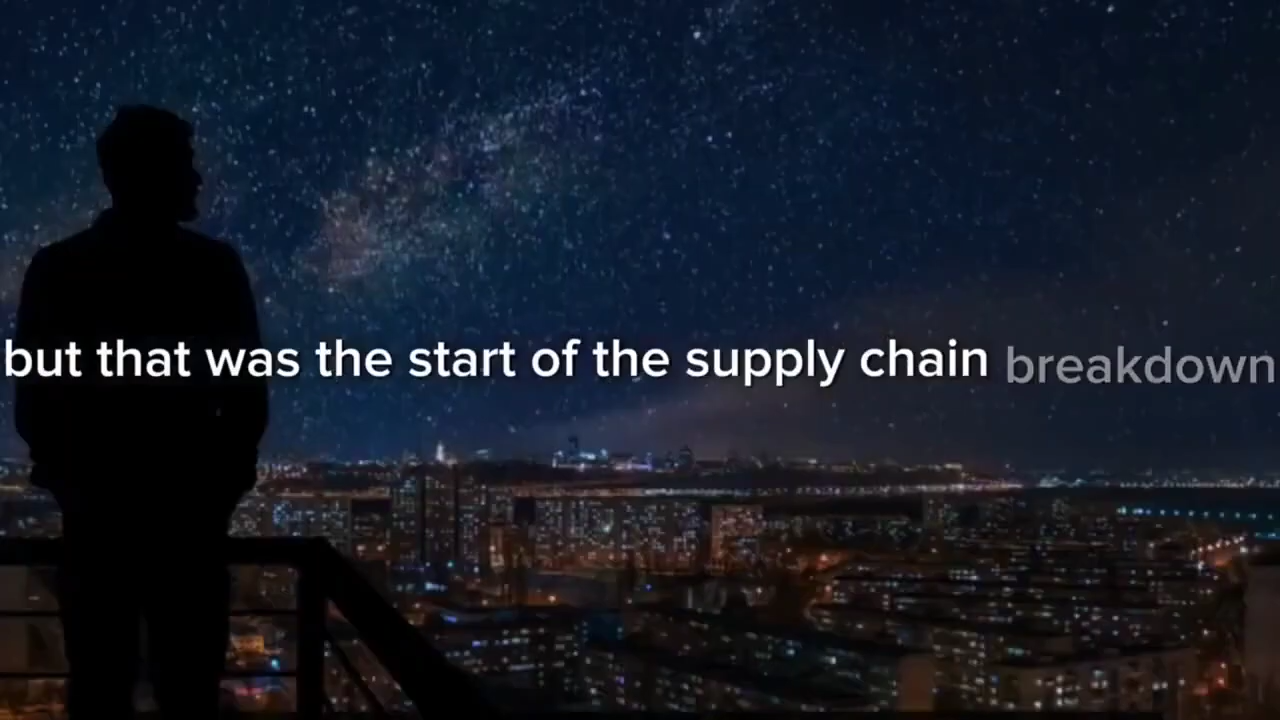 but that was the start of the supply chain breakdown